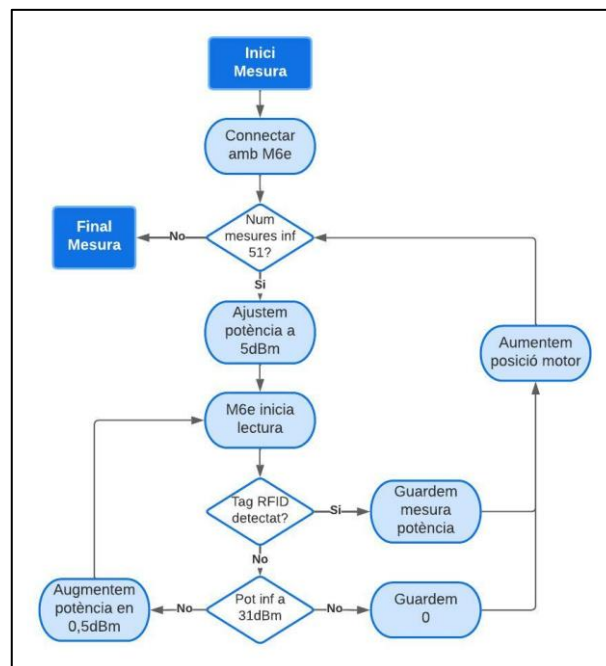 Inici
Mesura
Connectar
amb M6e
Num
mesures inf
51?
No
Final
Mesura
Si
Ajustem
potència a
5dBm
Aumentem
posició motor
M6e inicia
lectura
Tag RFID
detectat?
Si
Guardem
mesura
potència
No
Augmentem
potència en
0,5dBm
No
Pot inf a
31dBm
No
Guardem
0